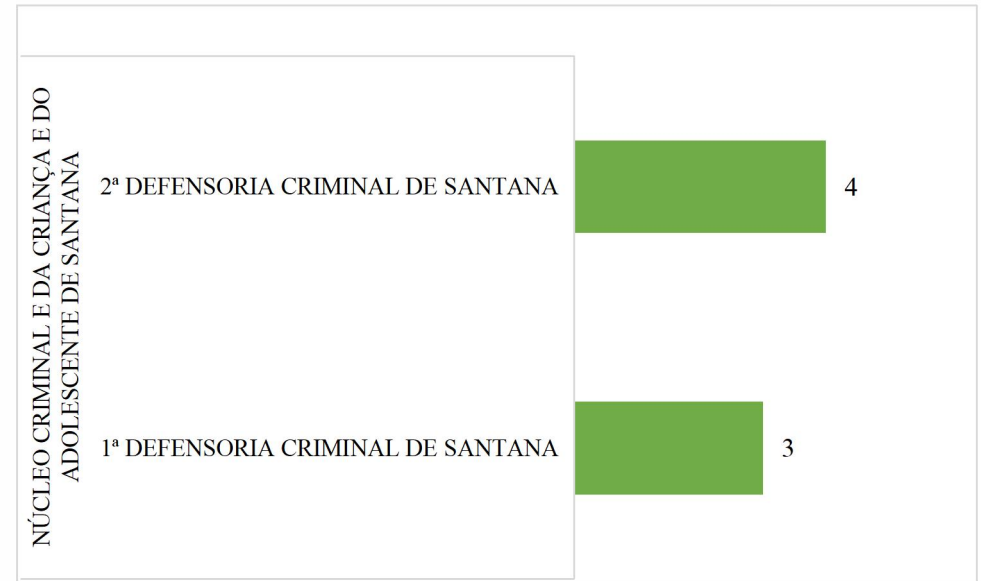 NÚCLEO CRIMINAL E DA CRIANÇA E DO
ADOLESCENTE DE SANTANA
2ª DEFENSORIA CRIMINAL DE SANTANA
4
1ª DEFENSORIA CRIMINAL DE SANTANA
3